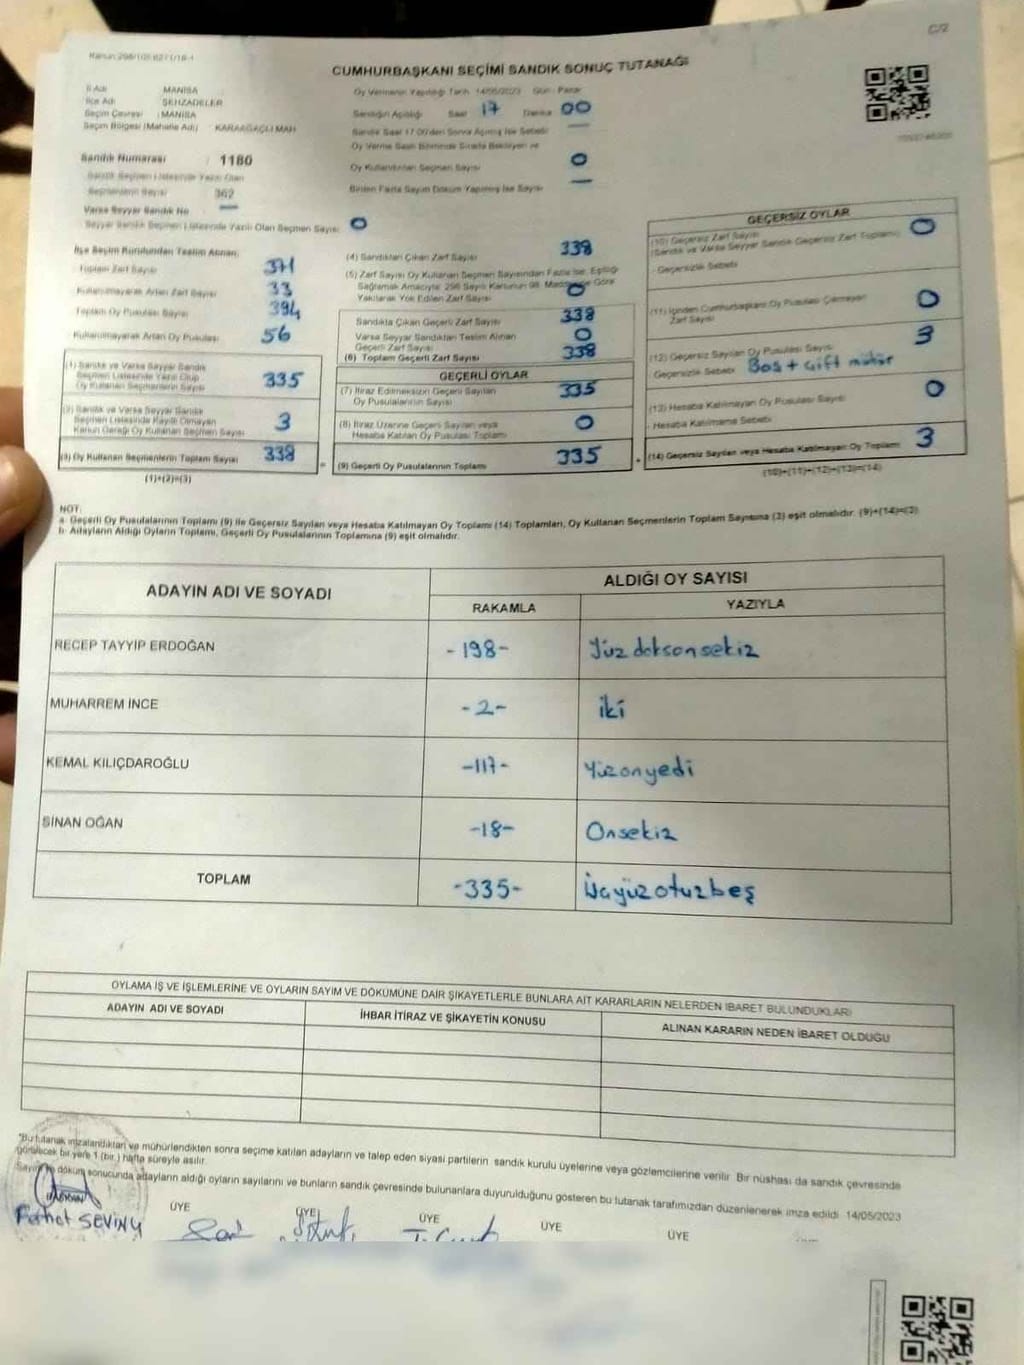 C/2
CUMHURBAŞKANI SEÇİMİ SANDIK SONUÇ TUTANAĞI
İl Adı MANİSA
İlçe Adı ŞEHZADELER
Seçim Çevresi : MANİSA
Seçim Bölgesi (Mahalle Adı) KARAAĞAÇLI MAH
Sandık Numarası : 1180
Sandık Seçmen Listesinde Yazılı Olan
Seçmenlerin Sayısı 362
Varsa Seyyar Sandık No —
Seyyar Sandık Seçmen Listesinde Yazılı Olan Seçmen Sayısı 0
Oy Vermenin Yapıldığı Tarih 14/05/2023 Gün : Pazar
Sandığın Açıldığı Saat 17 Dakika 00
Sandık Saat 17.00'den Sonra Açılmış İse Sebebi —
Oy Verme Saati Bitiminde Sırada Bekleyen ve
Oy Kullandırılan Seçmen Sayısı 0
Birden Fazla Sayım Döküm Yapılmış İse Sayısı —
İlçe Seçim Kurulundan Teslim Alınan;
Toplam Zarf Sayısı 371
Kullanılmayarak Artan Zarf Sayısı 33
Toplam Oy Pusulası Sayısı 394
Kullanılmayarak Artan Oy Pusulası 56
(1) Sandık ve Varsa Seyyar Sandık
Seçmen Listesinde Yazılı Olup
Oy Kullanan Seçmenlerin Sayısı 335
(2) Sandık ve Varsa Seyyar Sandık
Seçmen Listesinde Kayıtlı Olmayan
Kanun Gereği Oy Kullanan Seçmen Sayısı 3
(3) Oy Kullanan Seçmenlerin Toplam Sayısı 338
(1)+(2)=(3)
(4) Sandıktan Çıkan Zarf Sayısı 338
(5) Zarf Sayısı Oy Kullanan Seçmen Sayısından Fazla İse, Eşitliği
Sağlamak Amacıyla; 298 Sayılı Kanunun 98. Maddesine Göre
Yakılarak Yok Edilen Zarf Sayısı 0
Sandıkta Çıkan Geçerli Zarf Sayısı 338
Varsa Seyyar Sandıktan Teslim Alınan
Geçerli Zarf Sayısı 0
(6) Toplam Geçerli Zarf Sayısı 338
GEÇERLİ OYLAR
(7) İtiraz Edilmeksizin Geçerli Sayılan
Oy Pusulalarının Sayısı 335
(8) İtiraz Üzerine Geçerli Sayılan veya
Hesaba Katılan Oy Pusulası Toplamı 0
= (9) Geçerli Oy Pusulalarının Toplamı 335
GEÇERSİZ OYLAR
(10) Geçersiz Zarf Sayısı
(Sandık ve Varsa Seyyar Sandık Geçersiz Zarf Toplamı) 0
Geçersizlik Sebebi
(11) İçinden Cumhurbaşkanı Oy Pusulası Çıkmayan
Zarf Sayısı 0
(12) Geçersiz Sayılan Oy Pusulası Sayısı 3
Geçersizlik Sebebi Boş + Çift mühür
(13) Hesaba Katılmayan Oy Pusulası Sayısı 0
Hesaba Katılmama Sebebi
+ (14) Geçersiz Sayılan veya Hesaba Katılmayan Oy Toplamı 3
(10)+(11)+(12)+(13)=(14)
NOT:
a- Geçerli Oy Pusulalarının Toplamı (9) ile Geçersiz Sayılan veya Hesaba Katılmayan Oy Toplamı (14) Toplamları, Oy Kullanan Seçmenlerin Toplam Sayısına (3) eşit olmalıdır. (9)+(14)=(3)
b- Adayların Aldığı Oyların Toplamı, Geçerli Oy Pusulalarının Toplamına (9) eşit olmalıdır.
ADAYIN ADI VE SOYADI ALDIĞI OY SAYISI
RAKAMLA YAZIYLA
RECEP TAYYİP ERDOĞAN -198- Yüz doksonsekiz
MUHARREM İNCE -2- iki
KEMAL KILIÇDAROĞLU -117- Yüzonyedi
SİNAN OĞAN -18- Onsekiz
TOPLAM -335- Üçyüzotuzbeş
OYLAMA İŞ VE İŞLEMLERİNE VE OYLARIN SAYIM VE DÖKÜMÜNE DAİR ŞİKAYETLERLE BUNLARA AİT KARARLARIN NELERDEN İBARET BULUNDUKLARI
ADAYIN ADI VE SOYADI İHBAR İTİRAZ VE ŞİKAYETİN KONUSU ALINAN KARARIN NEDEN İBARET OLDUĞU
*Bu tutanak imzalandıktan ve mühürlendikten sonra seçime katılan adayların ve talep eden siyasi partilerin sandık kurulu üyelerine veya gözlemcilerine verilir. Bir nüshası da sandık çevresinde
görülecek bir yere 1 (bir) hafta süreyle asılır.
Sayım ve döküm sonucunda adayların aldığı oyların sayılarını ve bunların sandık çevresinde bulunanlara duyurulduğunu gösteren bu tutanak tarafımızdan düzenlenerek imza edildi. 14/05/2023
ÜYE ÜYE ÜYE ÜYE ÜYE
SEVİNÇ